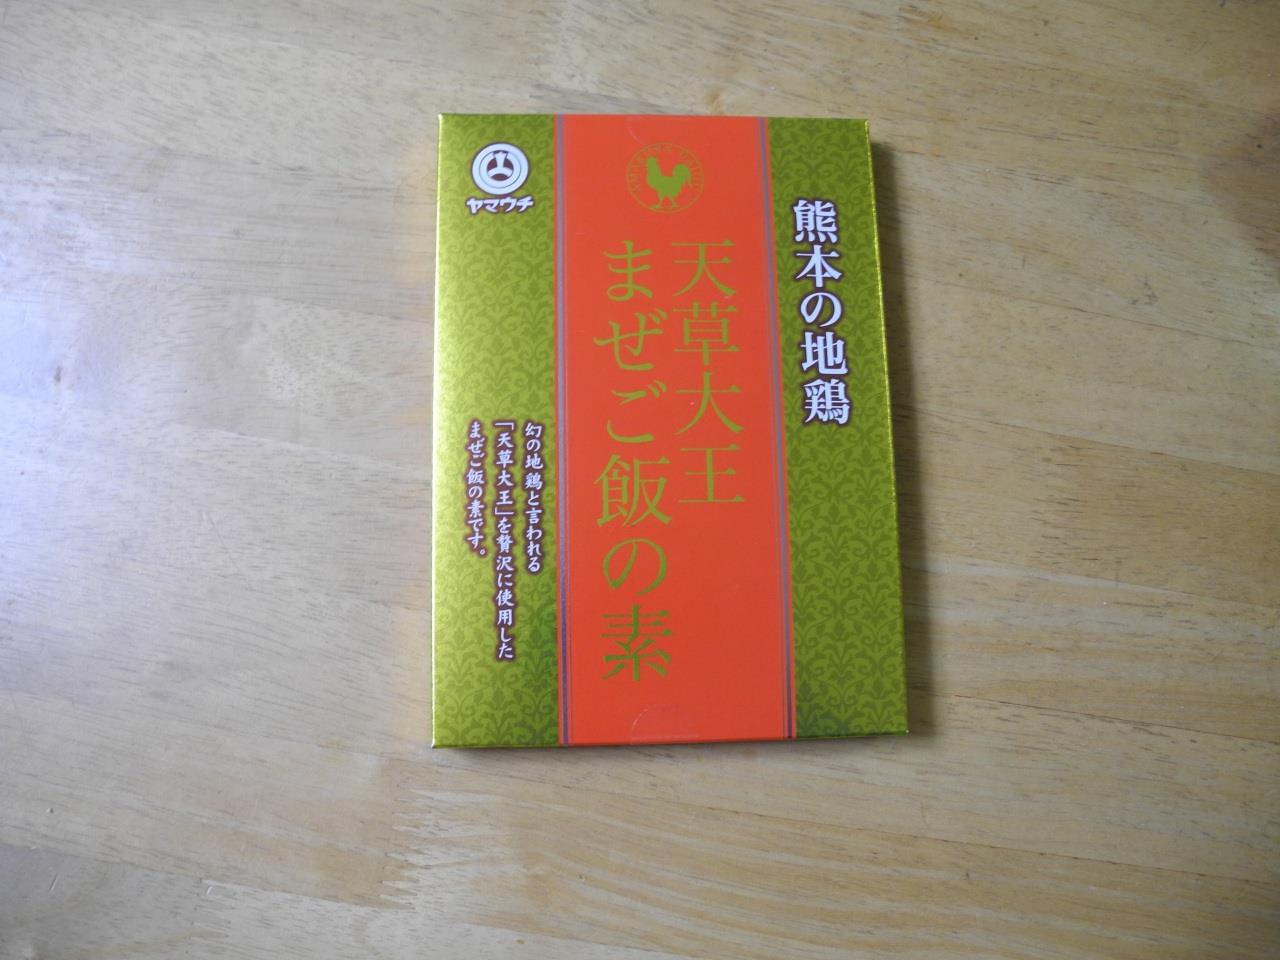 熊本の地鶏
天草大王
まぜご飯の素
ヤマウチ
幻の地鶏と言われる
「天草大王」を贅沢に使用した
まぜご飯の素です。